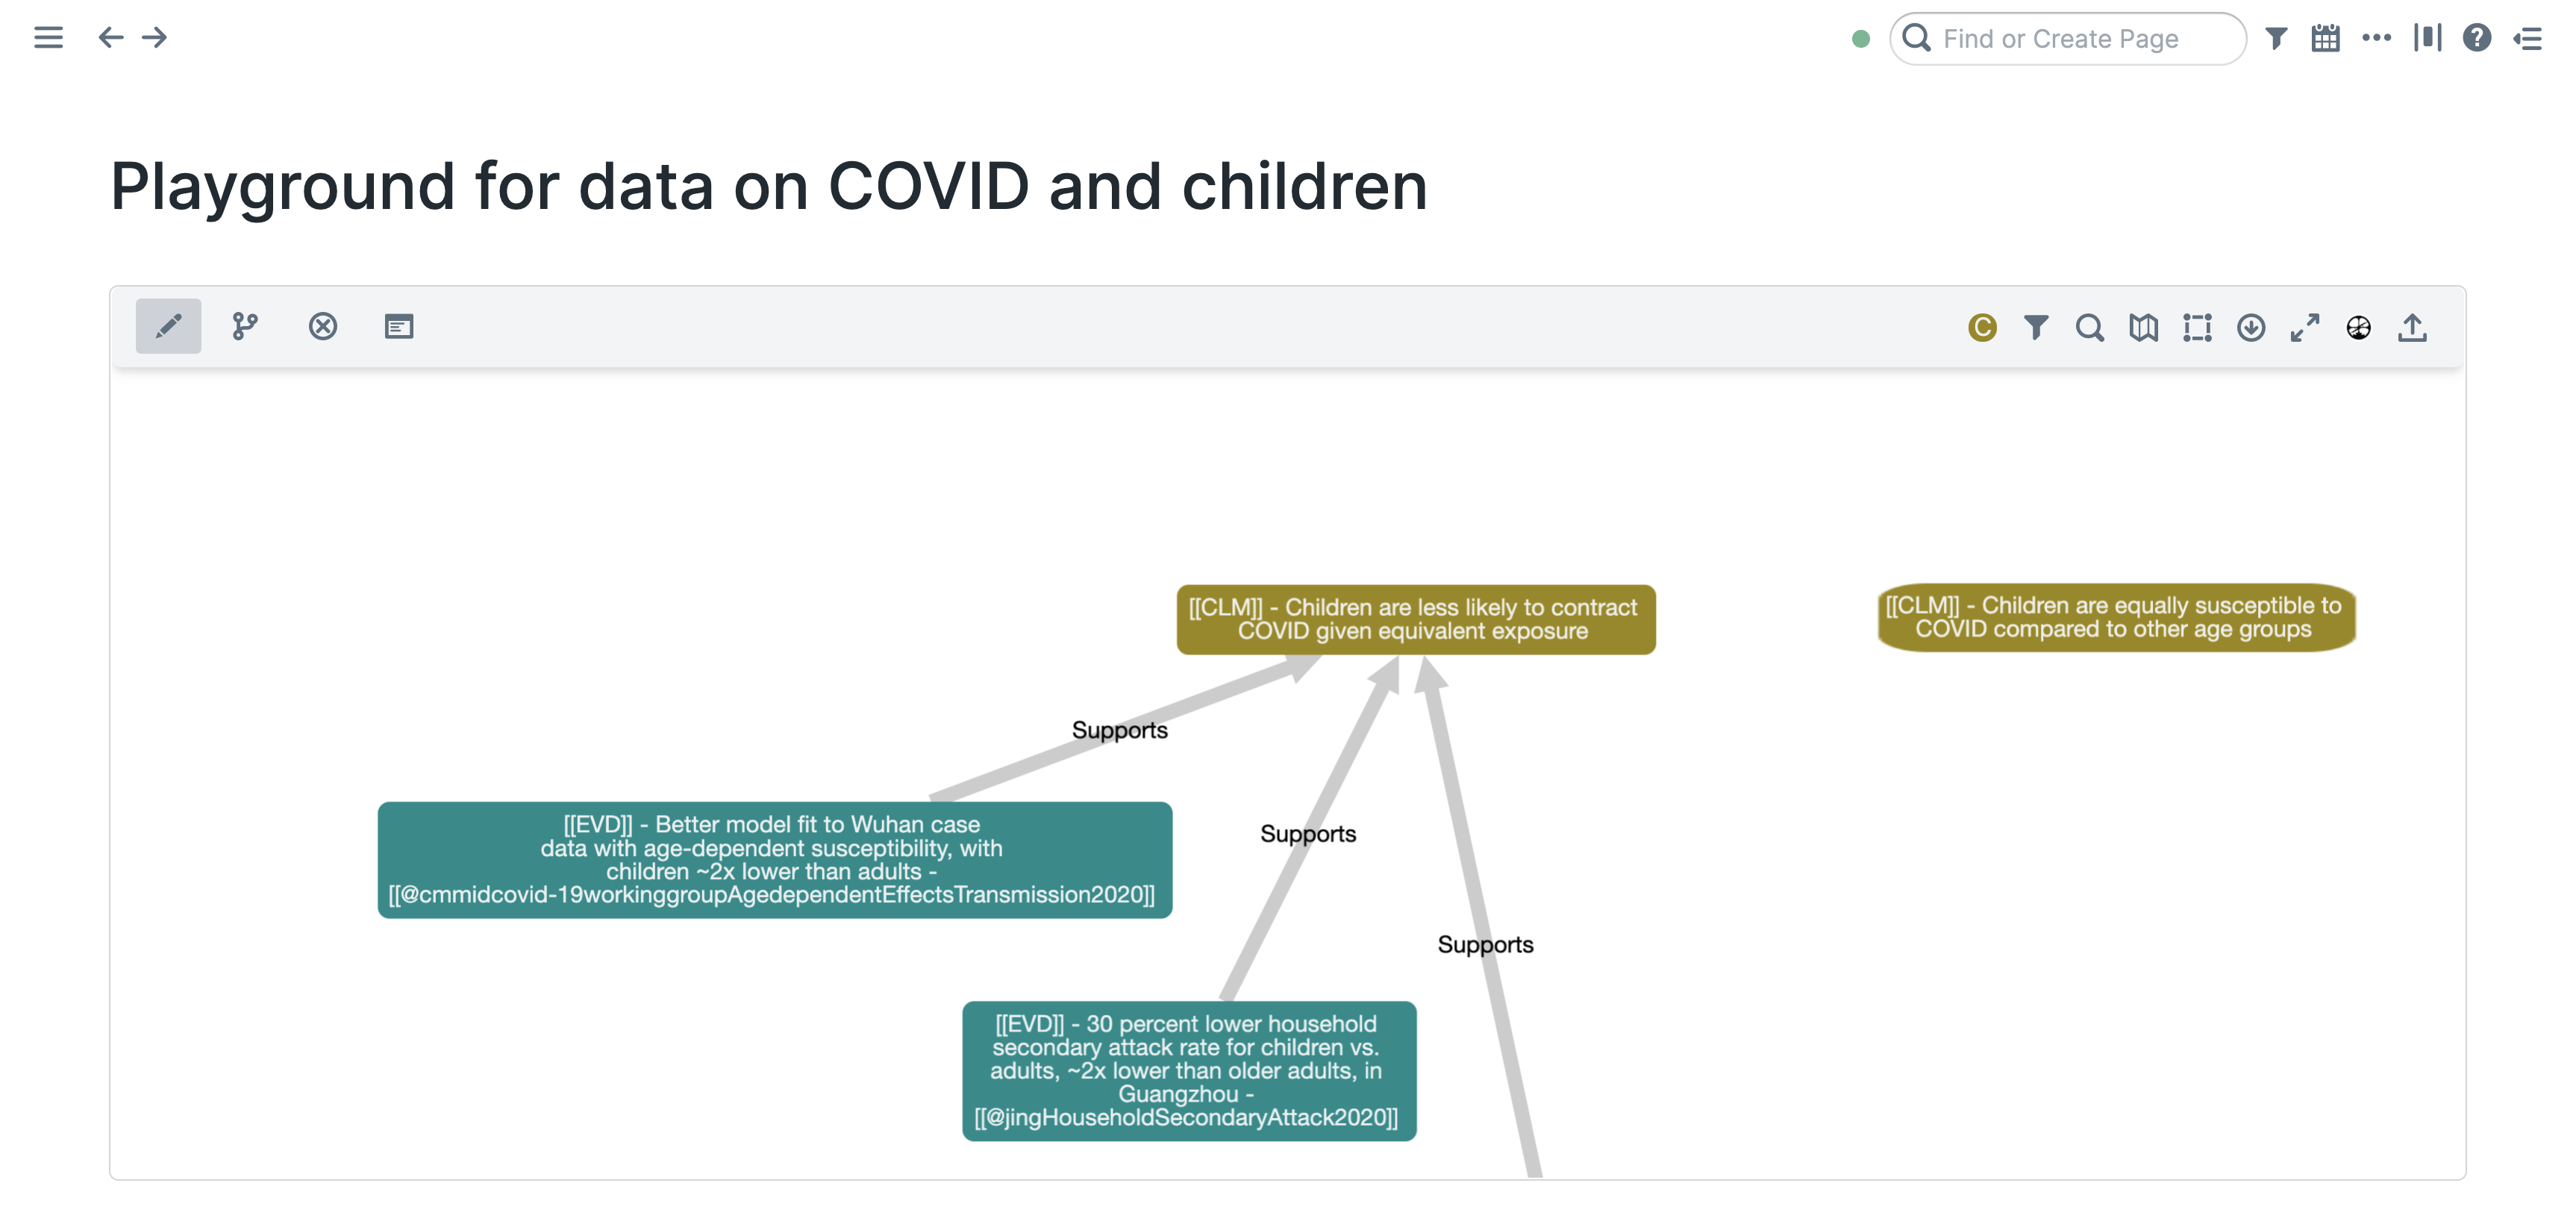 Find or Create Page
Playground for data on COVID and children
C
[[CLM]] - Children are less likely to contract
COVID given equivalent exposure
[[CLM]] - Children are equally susceptible to
COVID compared to other age groups
Supports
[[EVD]] - Better model fit to Wuhan case
data with age-dependent susceptibility, with
children ~2x lower than adults -
[[@cmmidcovid-19workinggroupAgedependentEffectsTransmission2020]]
Supports
Supports
[[EVD]] - 30 percent lower household
secondary attack rate for children vs.
adults, ~2x lower than older adults, in
Guangzhou -
[[@jingHouseholdSecondaryAttack2020]]